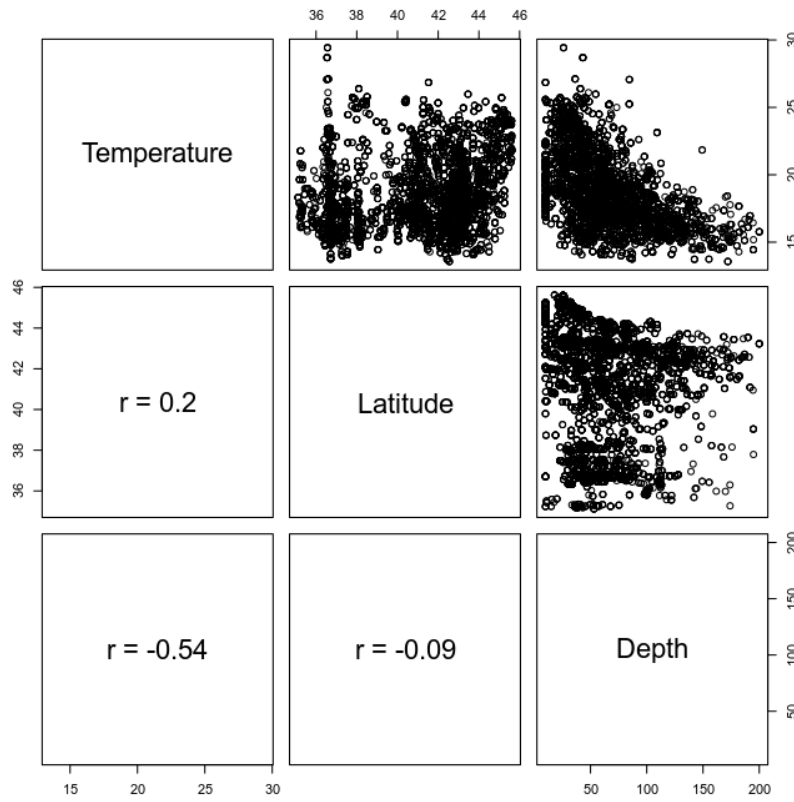 36 38 40 42 44 46
Temperature
15 20 25 30
36 38 40 42 44 46
r = 0.2
Latitude
r = -0.54
r = -0.09
Depth
50 100 150 200
15 20 25 30
50 100 150 200